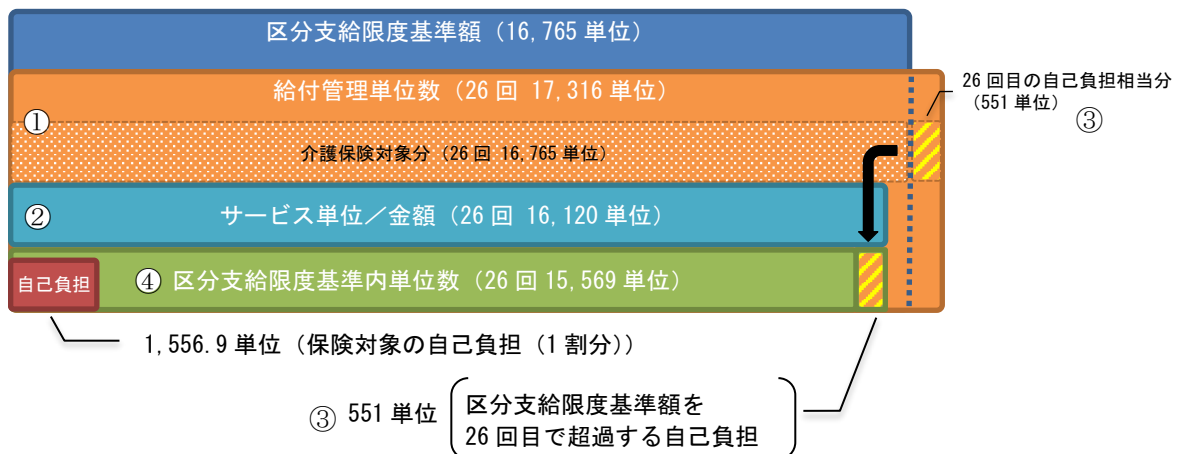 区分支給限度基準額（16,765 単位）
給付管理単位数（26 回 17,316 単位）
26 回目の自己負担相当分
（551 単位）
③
①
介護保険対象分（26 回 16,765 単位）
②
サービス単位／金額（26 回 16,120 単位）
自己負担
④ 区分支給限度基準内単位数（26 回 15,569 単位）
1,556.9 単位（保険対象の自己負担（1 割分））
③ 551 単位
区分支給限度基準額を
26 回目で超過する自己負担